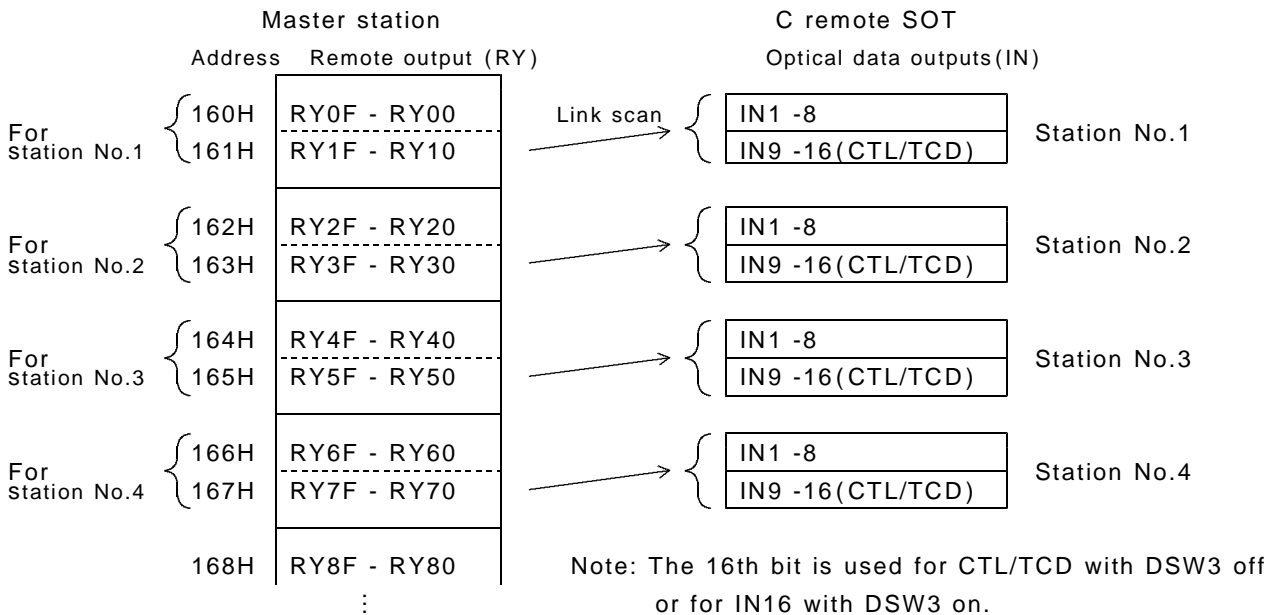 Master station C remote SOT
Address Remote output (RY) Optical data outputs(IN)
For
station No.1
160H RY0F - RY00
161H RY1F - RY10
Link scan
IN1 -8
IN9 -16(CTL/TCD)
Station No.1
For
station No.2
162H RY2F - RY20
163H RY3F - RY30
IN1 -8
IN9 -16(CTL/TCD)
Station No.2
For
station No.3
164H RY4F - RY40
165H RY5F - RY50
IN1 -8
IN9 -16(CTL/TCD)
Station No.3
For
station No.4
166H RY6F - RY60
167H RY7F - RY70
IN1 -8
IN9 -16(CTL/TCD)
Station No.4
168H RY8F - RY80
⋮
Note: The 16th bit is used for CTL/TCD with DSW3 off
or for IN16 with DSW3 on.